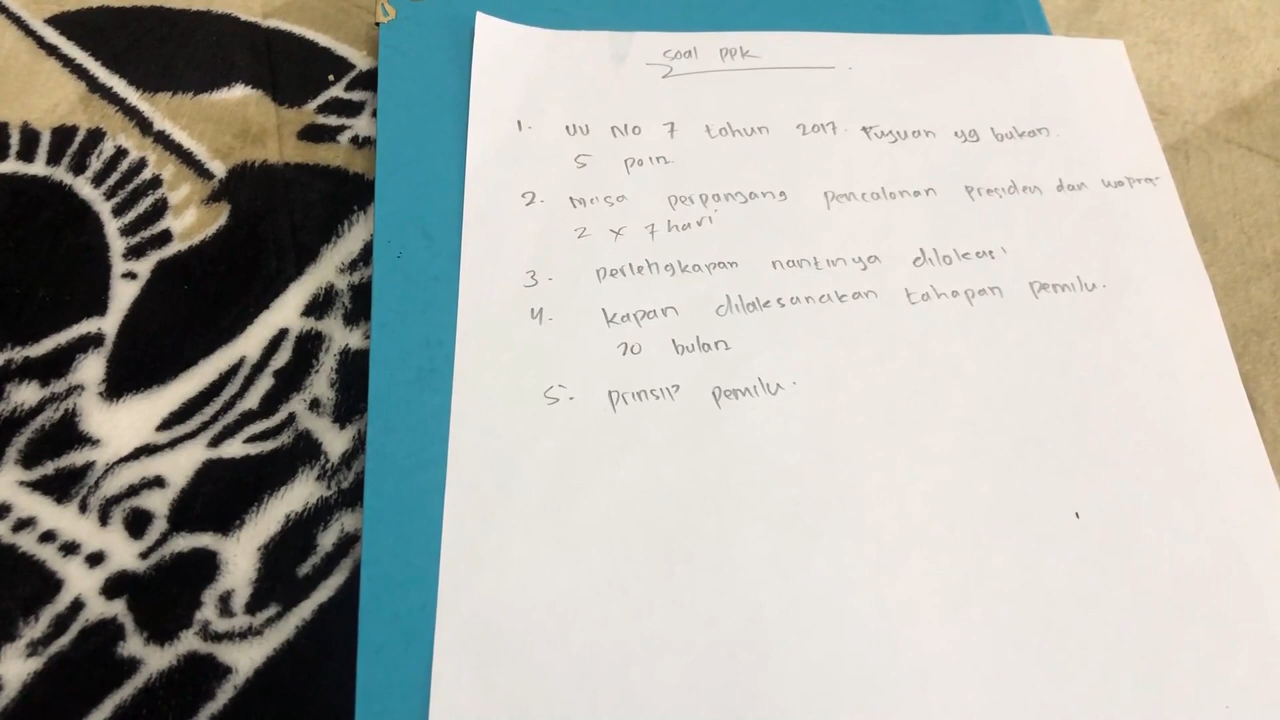 soal PPK
1. UU No 7 tahun 2017. Tujuan yg bukan.
5 poin.
2. Masa perpanjang pencalonan Presiden dan wapres
2 x 7 hari
3. perlengkapan nantinya dilokasi
4. kapan dilaksanakan tahapan pemilu.
20 bulan
5. prinsip pemilu.